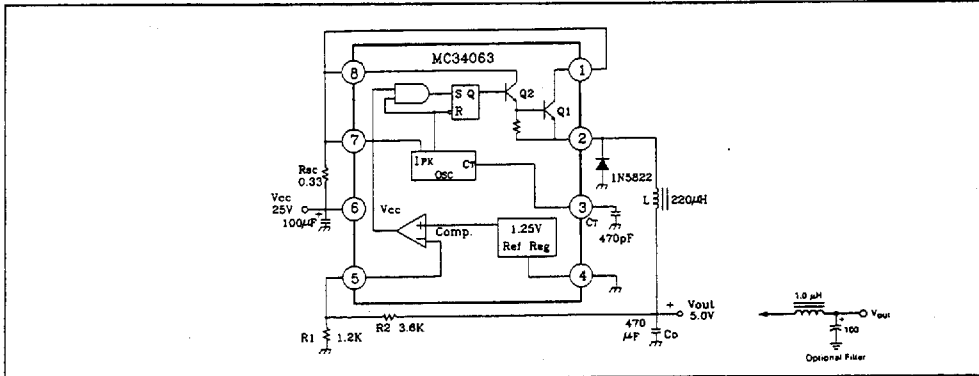 MC34063
8
1
S Q
R
Q2
Q1
7
2
IPK
CT
OSC
1N5822
Rsc
0.33
L
220μH
Vcc
25V
6
Vcc
3
CT
100μF
470pF
Comp.
1.25V
Ref Reg
5
4
R2 3.6K
R1
1.2K
470
μF
CO
Vout
5.0V
1.0 μH
Vout
100
Optional Filter